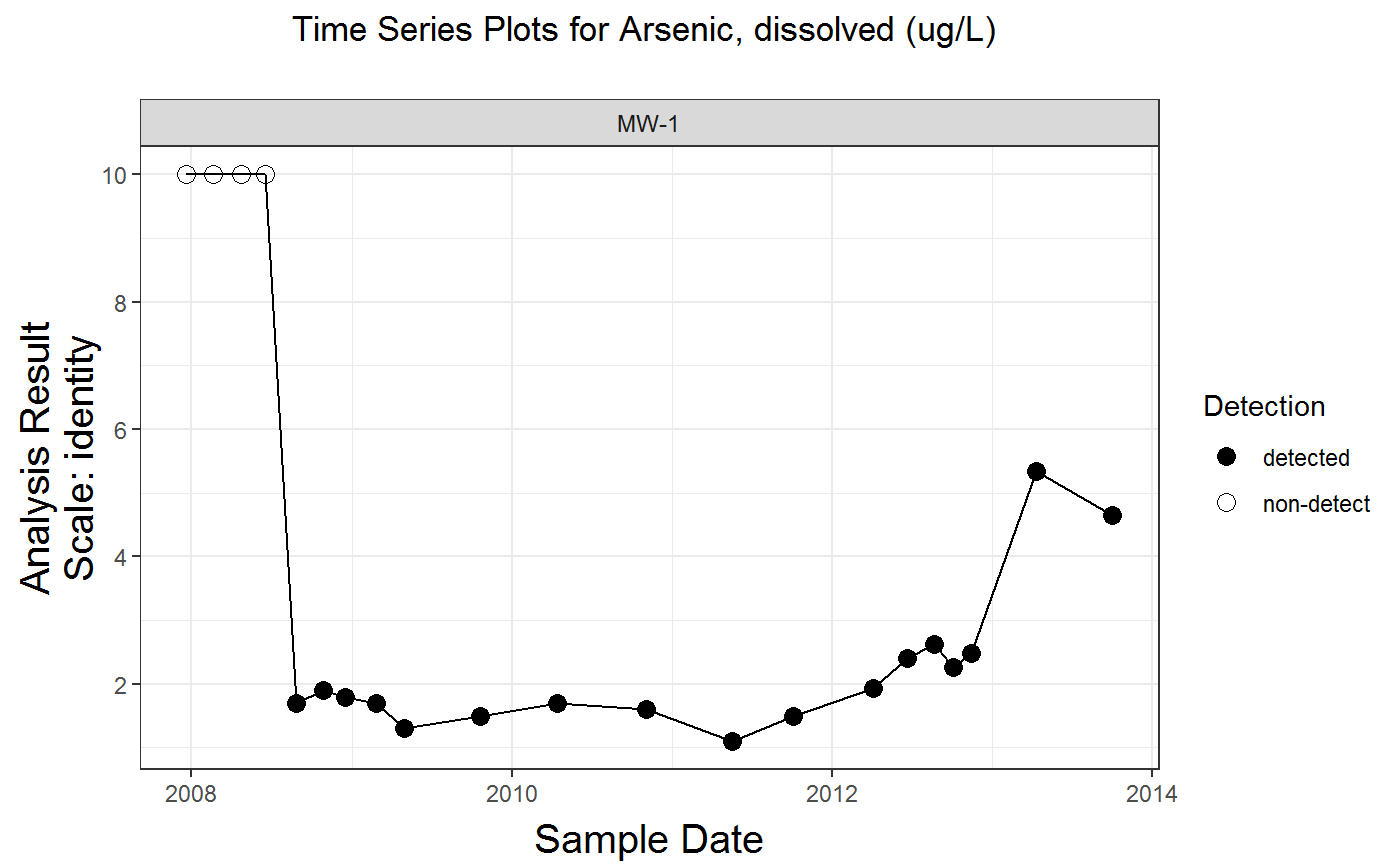 Time Series Plots for Arsenic, dissolved (ug/L)
MW-1
10
8
6
4
2
Analysis Result
Scale: identity
2008
2010
2012
2014
Sample Date
Detection
detected
non-detect